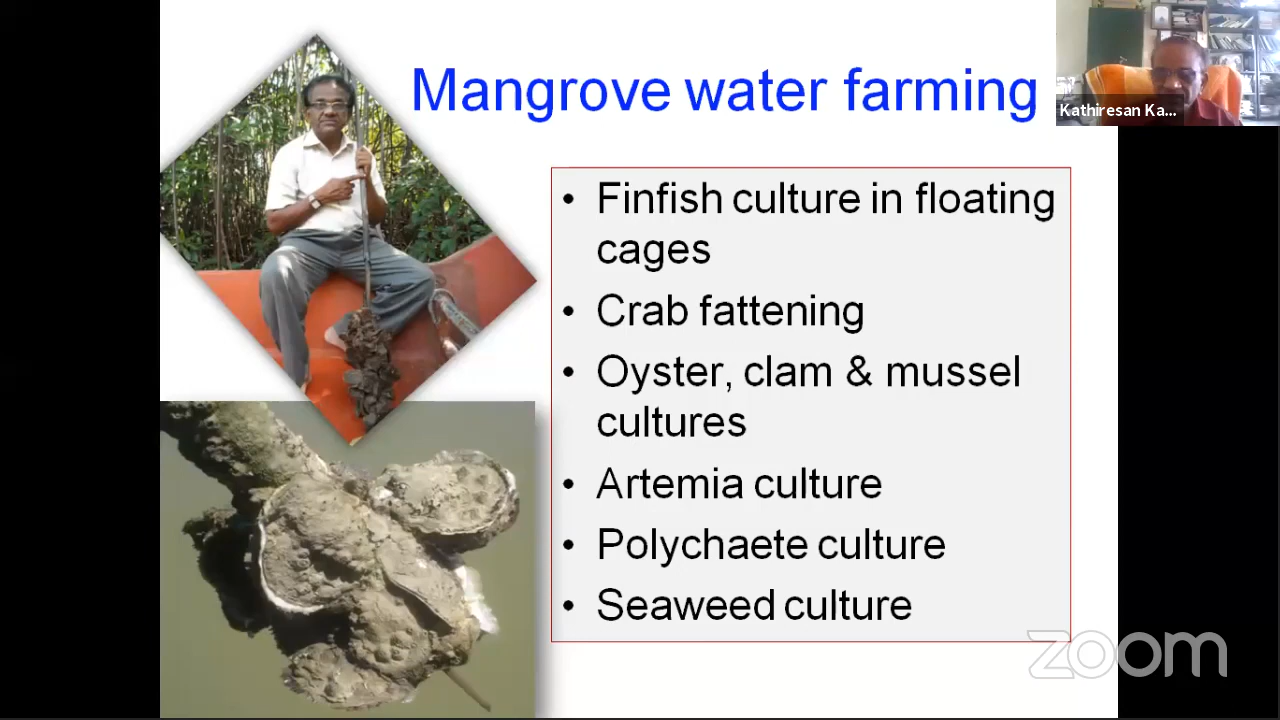 Mangrove water farming
Kathiresan Ka...
• Finfish culture in floating
cages
• Crab fattening
• Oyster, clam & mussel
cultures
• Artemia culture
• Polychaete culture
• Seaweed culture
zoom